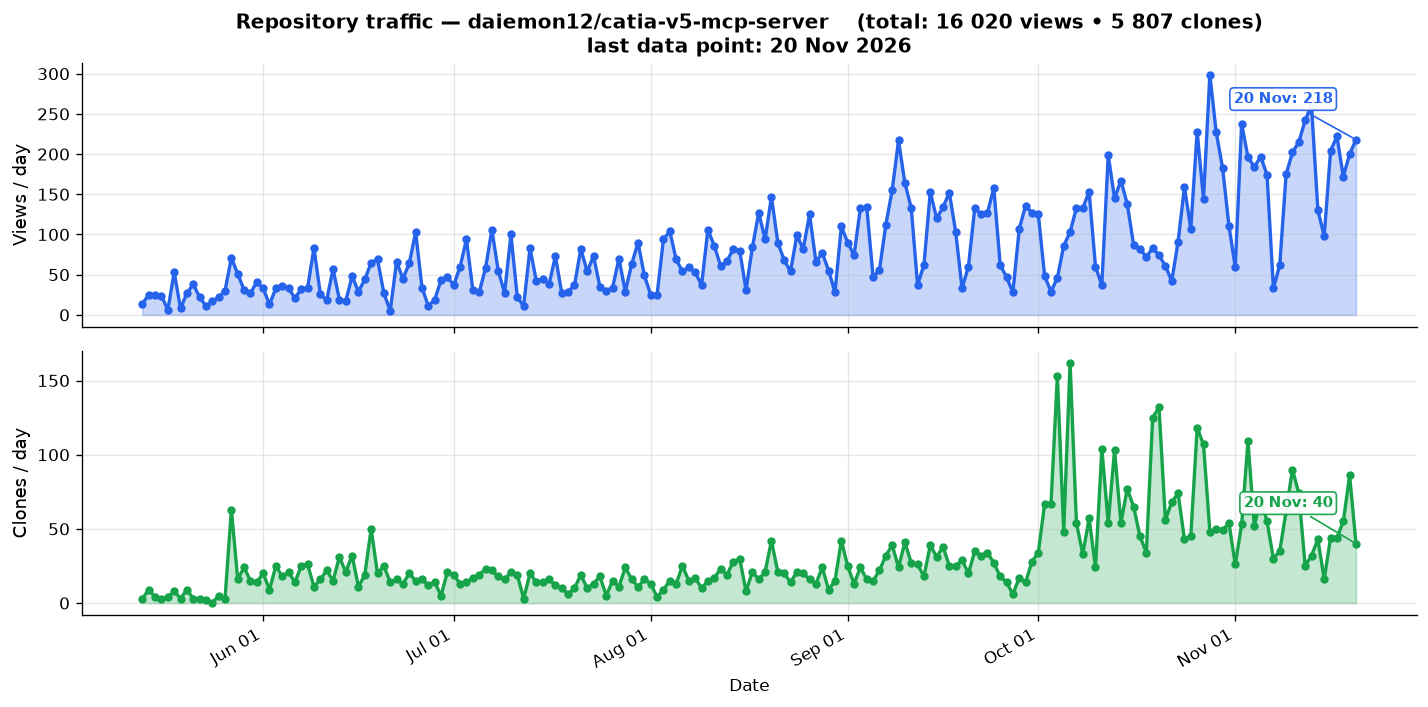 Repository traffic — daiemon12/catia-v5-mcp-server    (total: 16 020 views • 5 807 clones)
last data point: 20 Nov 2026
300
250
200
150
100
50
0
Views / day
20 Nov: 218
150
100
50
0
Clones / day
20 Nov: 40
Jun 01
Jul 01
Aug 01
Sep 01
Oct 01
Nov 01
Date